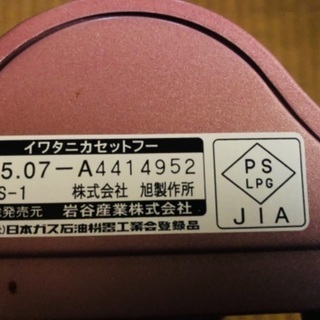 イワタニカセットフー
5.07-A4414952
S-1 株式会社 旭製作所
発売元 岩谷産業株式会社
日本ガス石油機器工業会登録品
PS
LPG
JIA